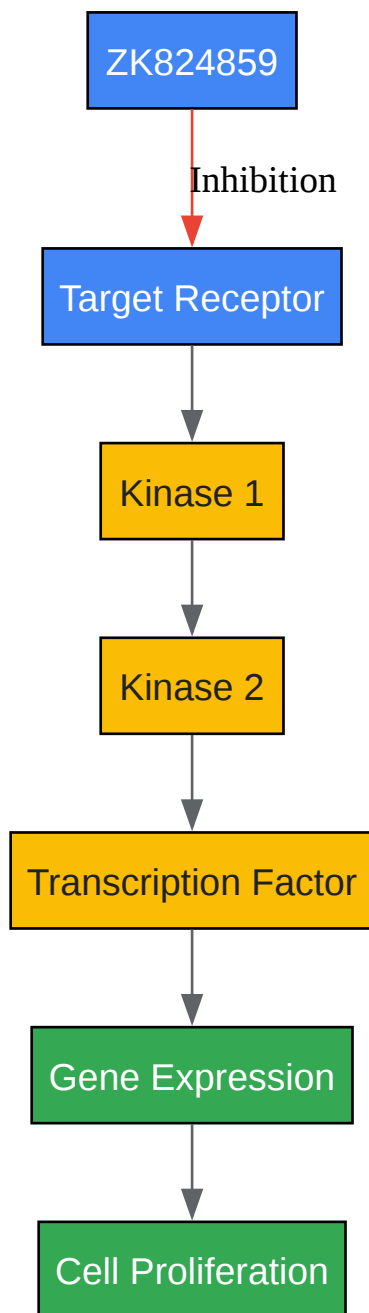 ZK824859
Inhibition
Target Receptor
Kinase 1
Kinase 2
Transcription Factor
Gene Expression
Cell Proliferation